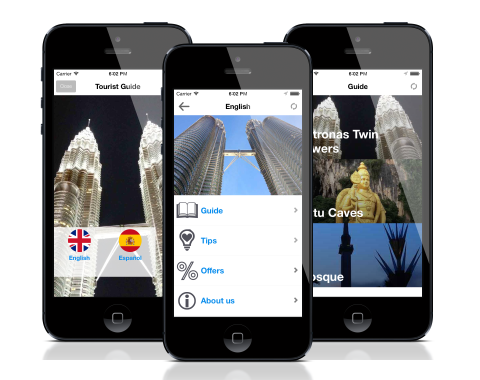 Carrier 6:02 PM
Tourist Guide
English
Español
Carrier 6:02 PM
English
Guide
Tips
Offers
About us
6:02 PM
Guide
tronas Twin
wers
tu Caves
osque